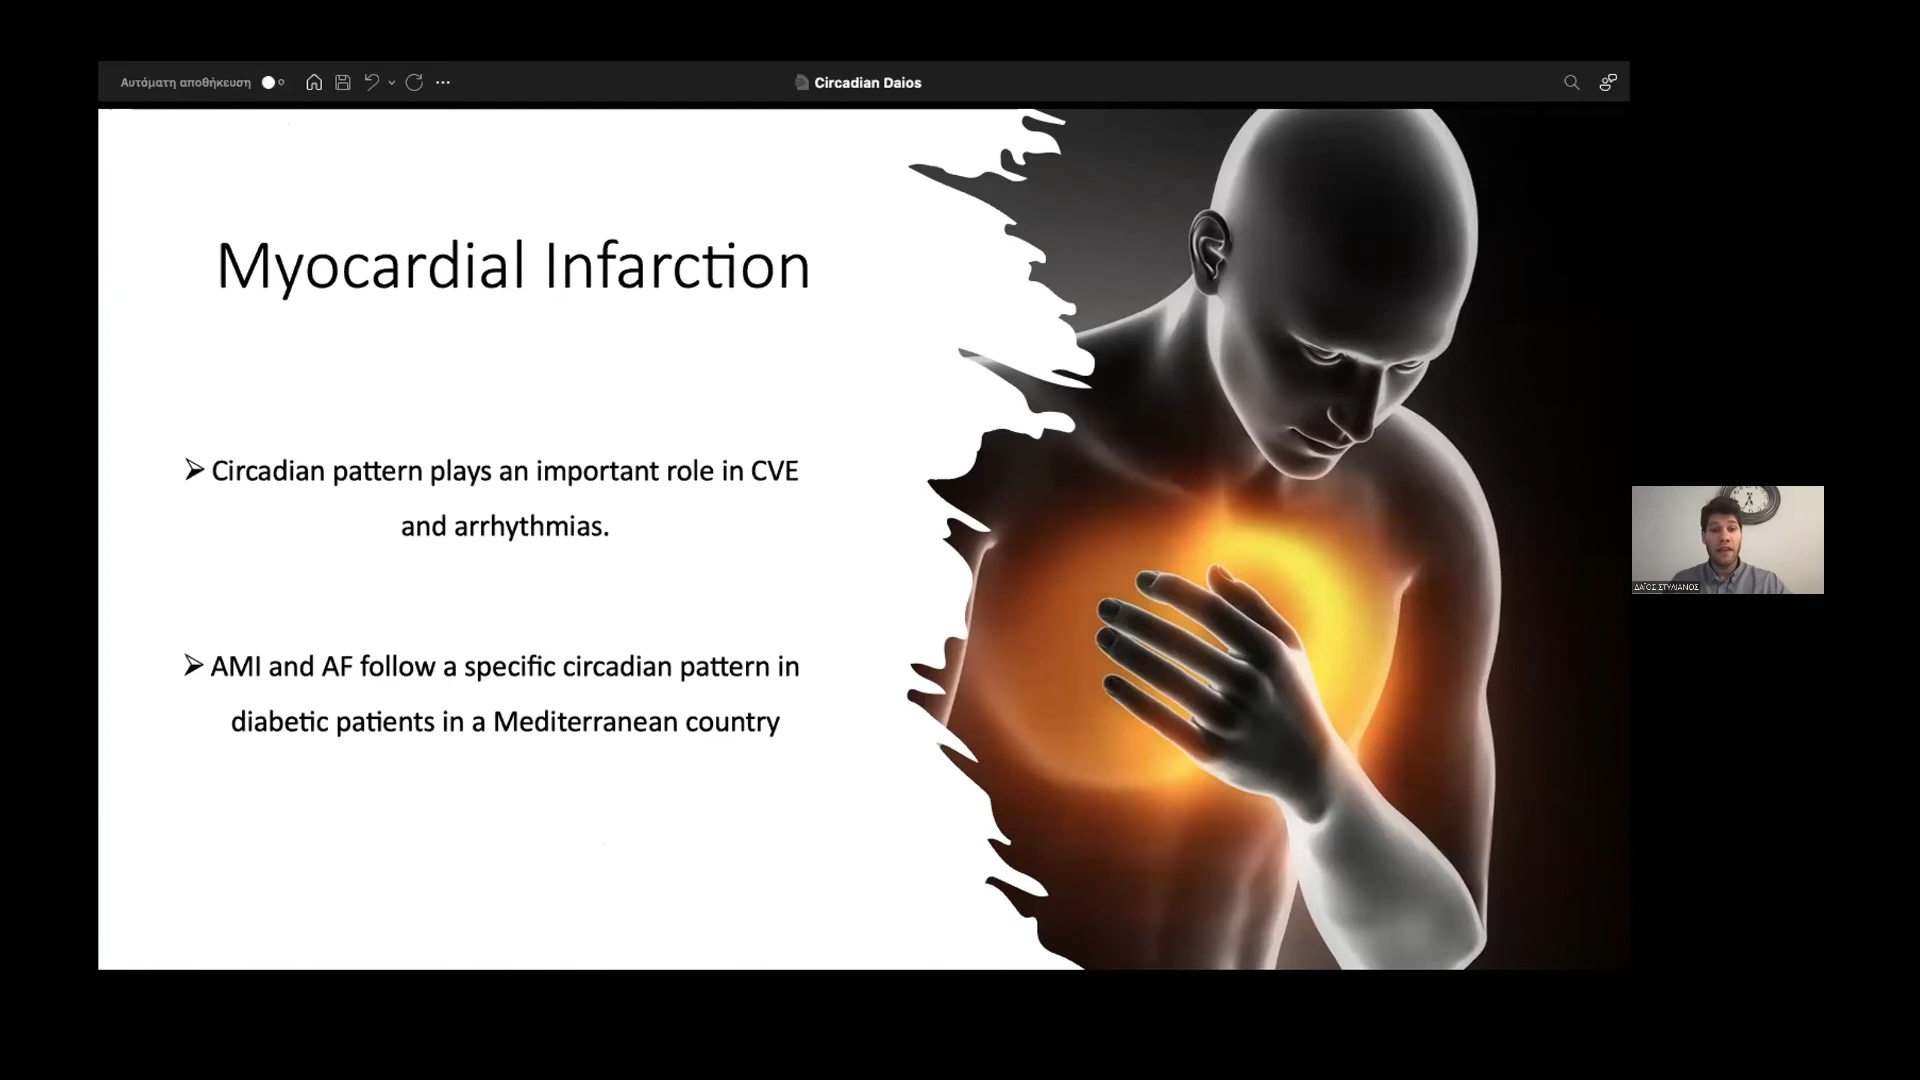 Αυτόματη αποθήκευση
Circadian Daios
Myocardial Infarction
➢ Circadian pattern plays an important role in CVE
and arrhythmias.
➢ AMI and AF follow a specific circadian pattern in
diabetic patients in a Mediterranean country
ΔΑΪΟΣ ΣΤΥΛΙΑΝΟΣ